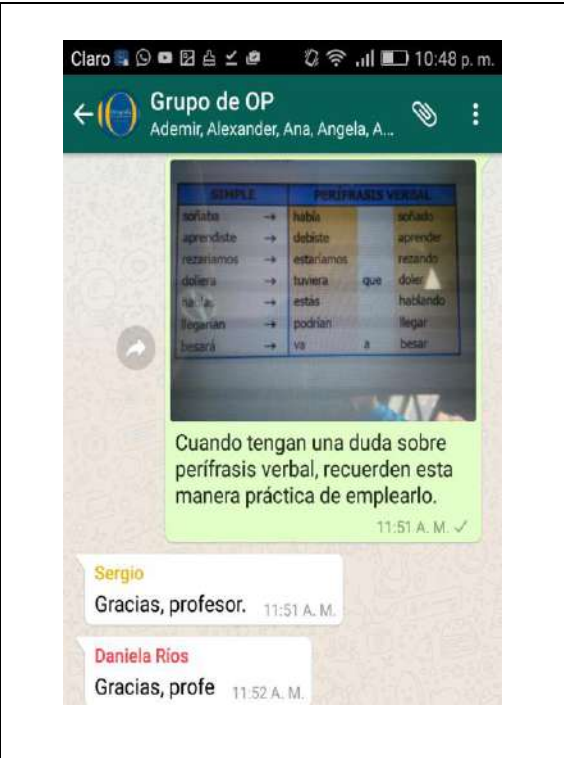 Claro 10:48 p. m.
Grupo de OP
Ademir, Alexander, Ana, Angela, A...
SIMPLE PERÍFRASIS VERBAL
soñaba → había soñado
aprendiste → debiste aprender
rezaríamos → estaríamos rezando
doliera → tuviera que doler
hablas → estás hablando
llegarían → podrían llegar
besará → va a besar
Cuando tengan una duda sobre
perífrasis verbal, recuerden esta
manera práctica de emplearlo.
11:51 A. M.
Sergio
Gracias, profesor. 11:51 A. M.
Daniela Ríos
Gracias, profe 11:52 A. M.